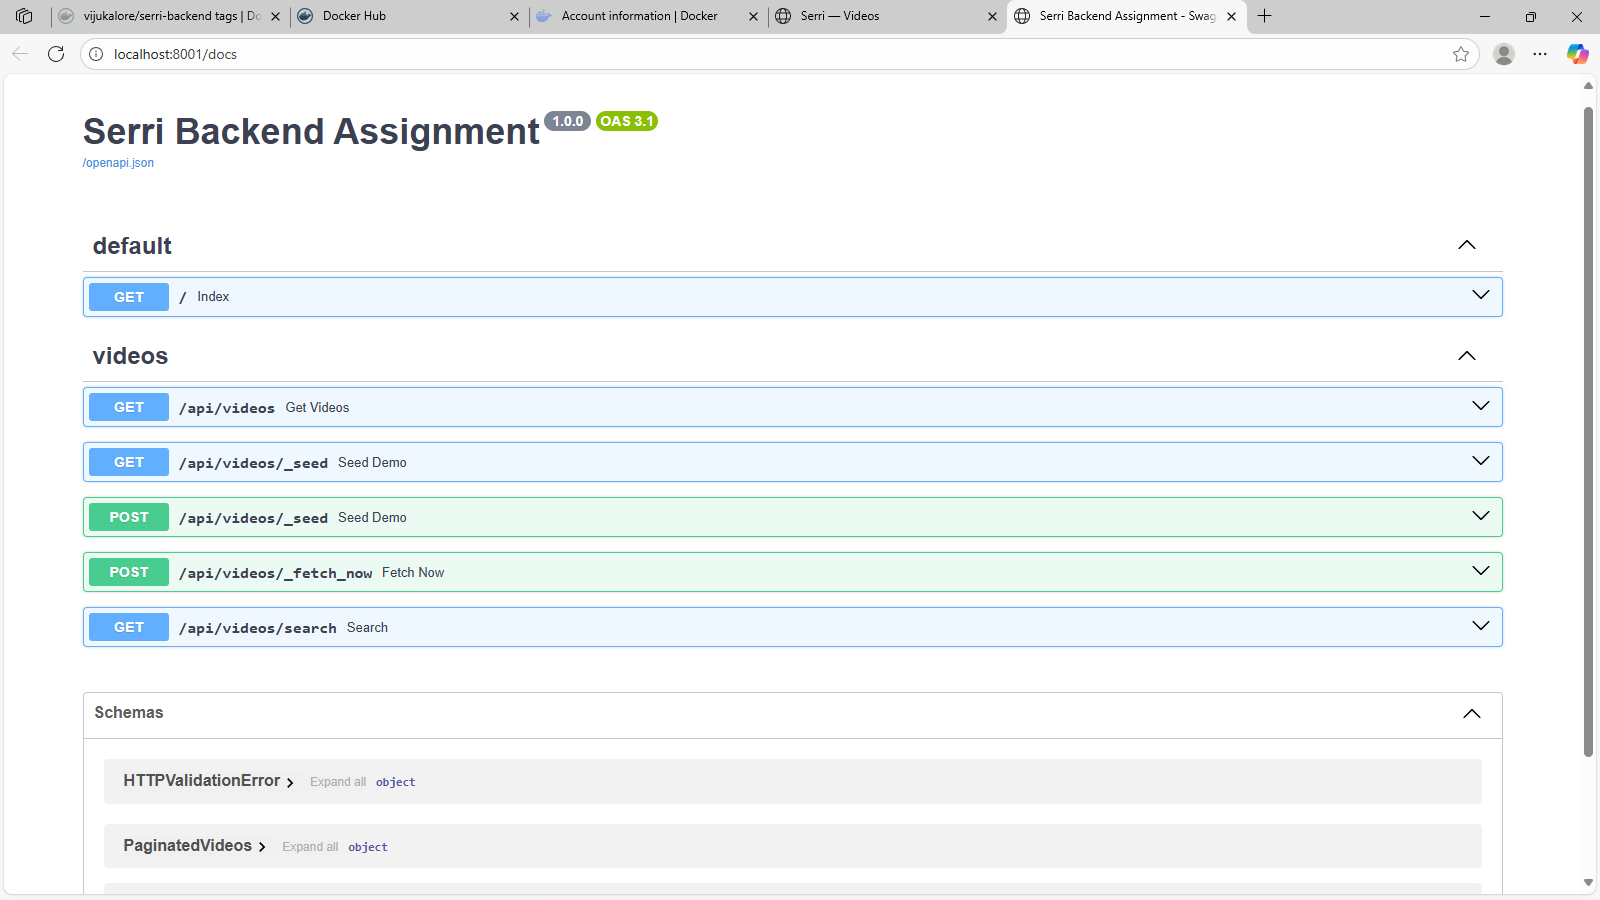 vijukalore/serri-backend tags | Do
Docker Hub
Account information | Docker
Serri — Videos
Serri Backend Assignment - Swag
localhost:8001/docs
Serri Backend Assignment 1.0.0 OAS 3.1
/openapi.json
default
GET / Index
videos
GET /api/videos Get Videos
GET /api/videos/_seed Seed Demo
POST /api/videos/_seed Seed Demo
POST /api/videos/_fetch_now Fetch Now
GET /api/videos/search Search
Schemas
HTTPValidationError Expand all object
PaginatedVideos Expand all object